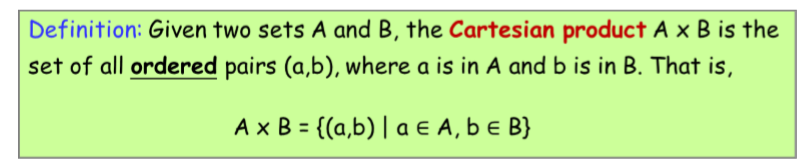 Definition: Given two sets A and B, the Cartesian product A x B is the
set of all ordered pairs (a,b), where a is in A and b is in B. That is,
A x B = {(a,b) | a ∈ A, b ∈ B}